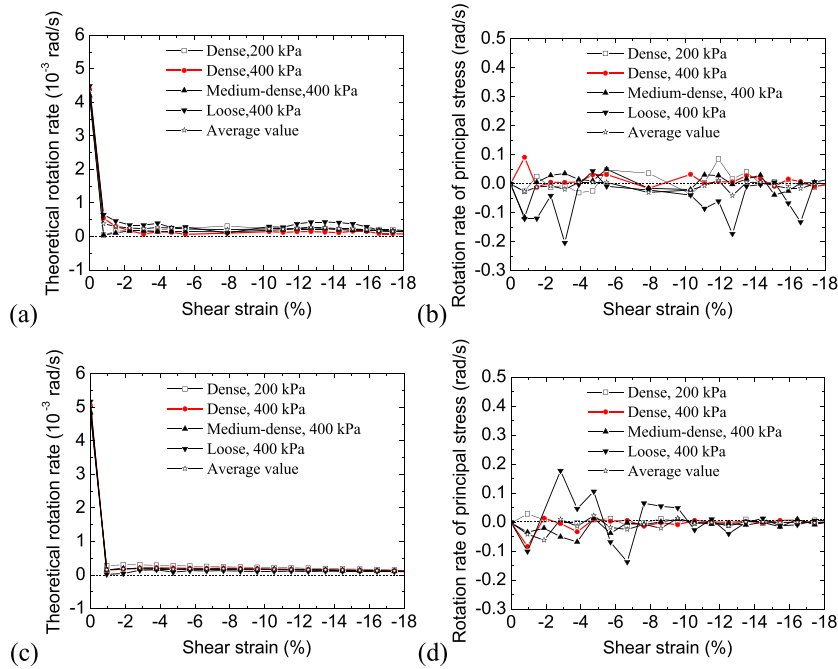 6
5
4
3
2
1
0
-1
Theoretical rotation rate (10⁻³ rad/s)
Dense,200 kPa
Dense,400 kPa
Medium-dense,400 kPa
Loose,400 kPa
Average value
0 -2 -4 -6 -8 -10 -12 -14 -16 -18
Shear strain (%)
(a)
0.5
0.4
0.3
0.2
0.1
0.0
-0.1
-0.2
-0.3
Rotation rate of principal stress (rad/s)
Dense, 200 kPa
Dense, 400 kPa
Medium-dense, 400 kPa
Loose, 400 kPa
Average value
0 -2 -4 -6 -8 -10 -12 -14 -16 -18
Shear strain (%)
(b)
6
5
4
3
2
1
0
-1
Theoretical rotation rate (10⁻³ rad/s)
Dense, 200 kPa
Dense, 400 kPa
Medium-dense, 400 kPa
Loose, 400 kPa
Average value
0 -2 -4 -6 -8 -10 -12 -14 -16 -18
Shear strain (%)
(c)
0.5
0.4
0.3
0.2
0.1
0.0
-0.1
-0.2
-0.3
Rotation rate of principal stress (rad/s)
Dense, 200 kPa
Dense, 400 kPa
Medium-dense, 400 kPa
Loose, 400 kPa
Average value
0 -2 -4 -6 -8 -10 -12 -14 -16 -18
Shear strain (%)
(d)